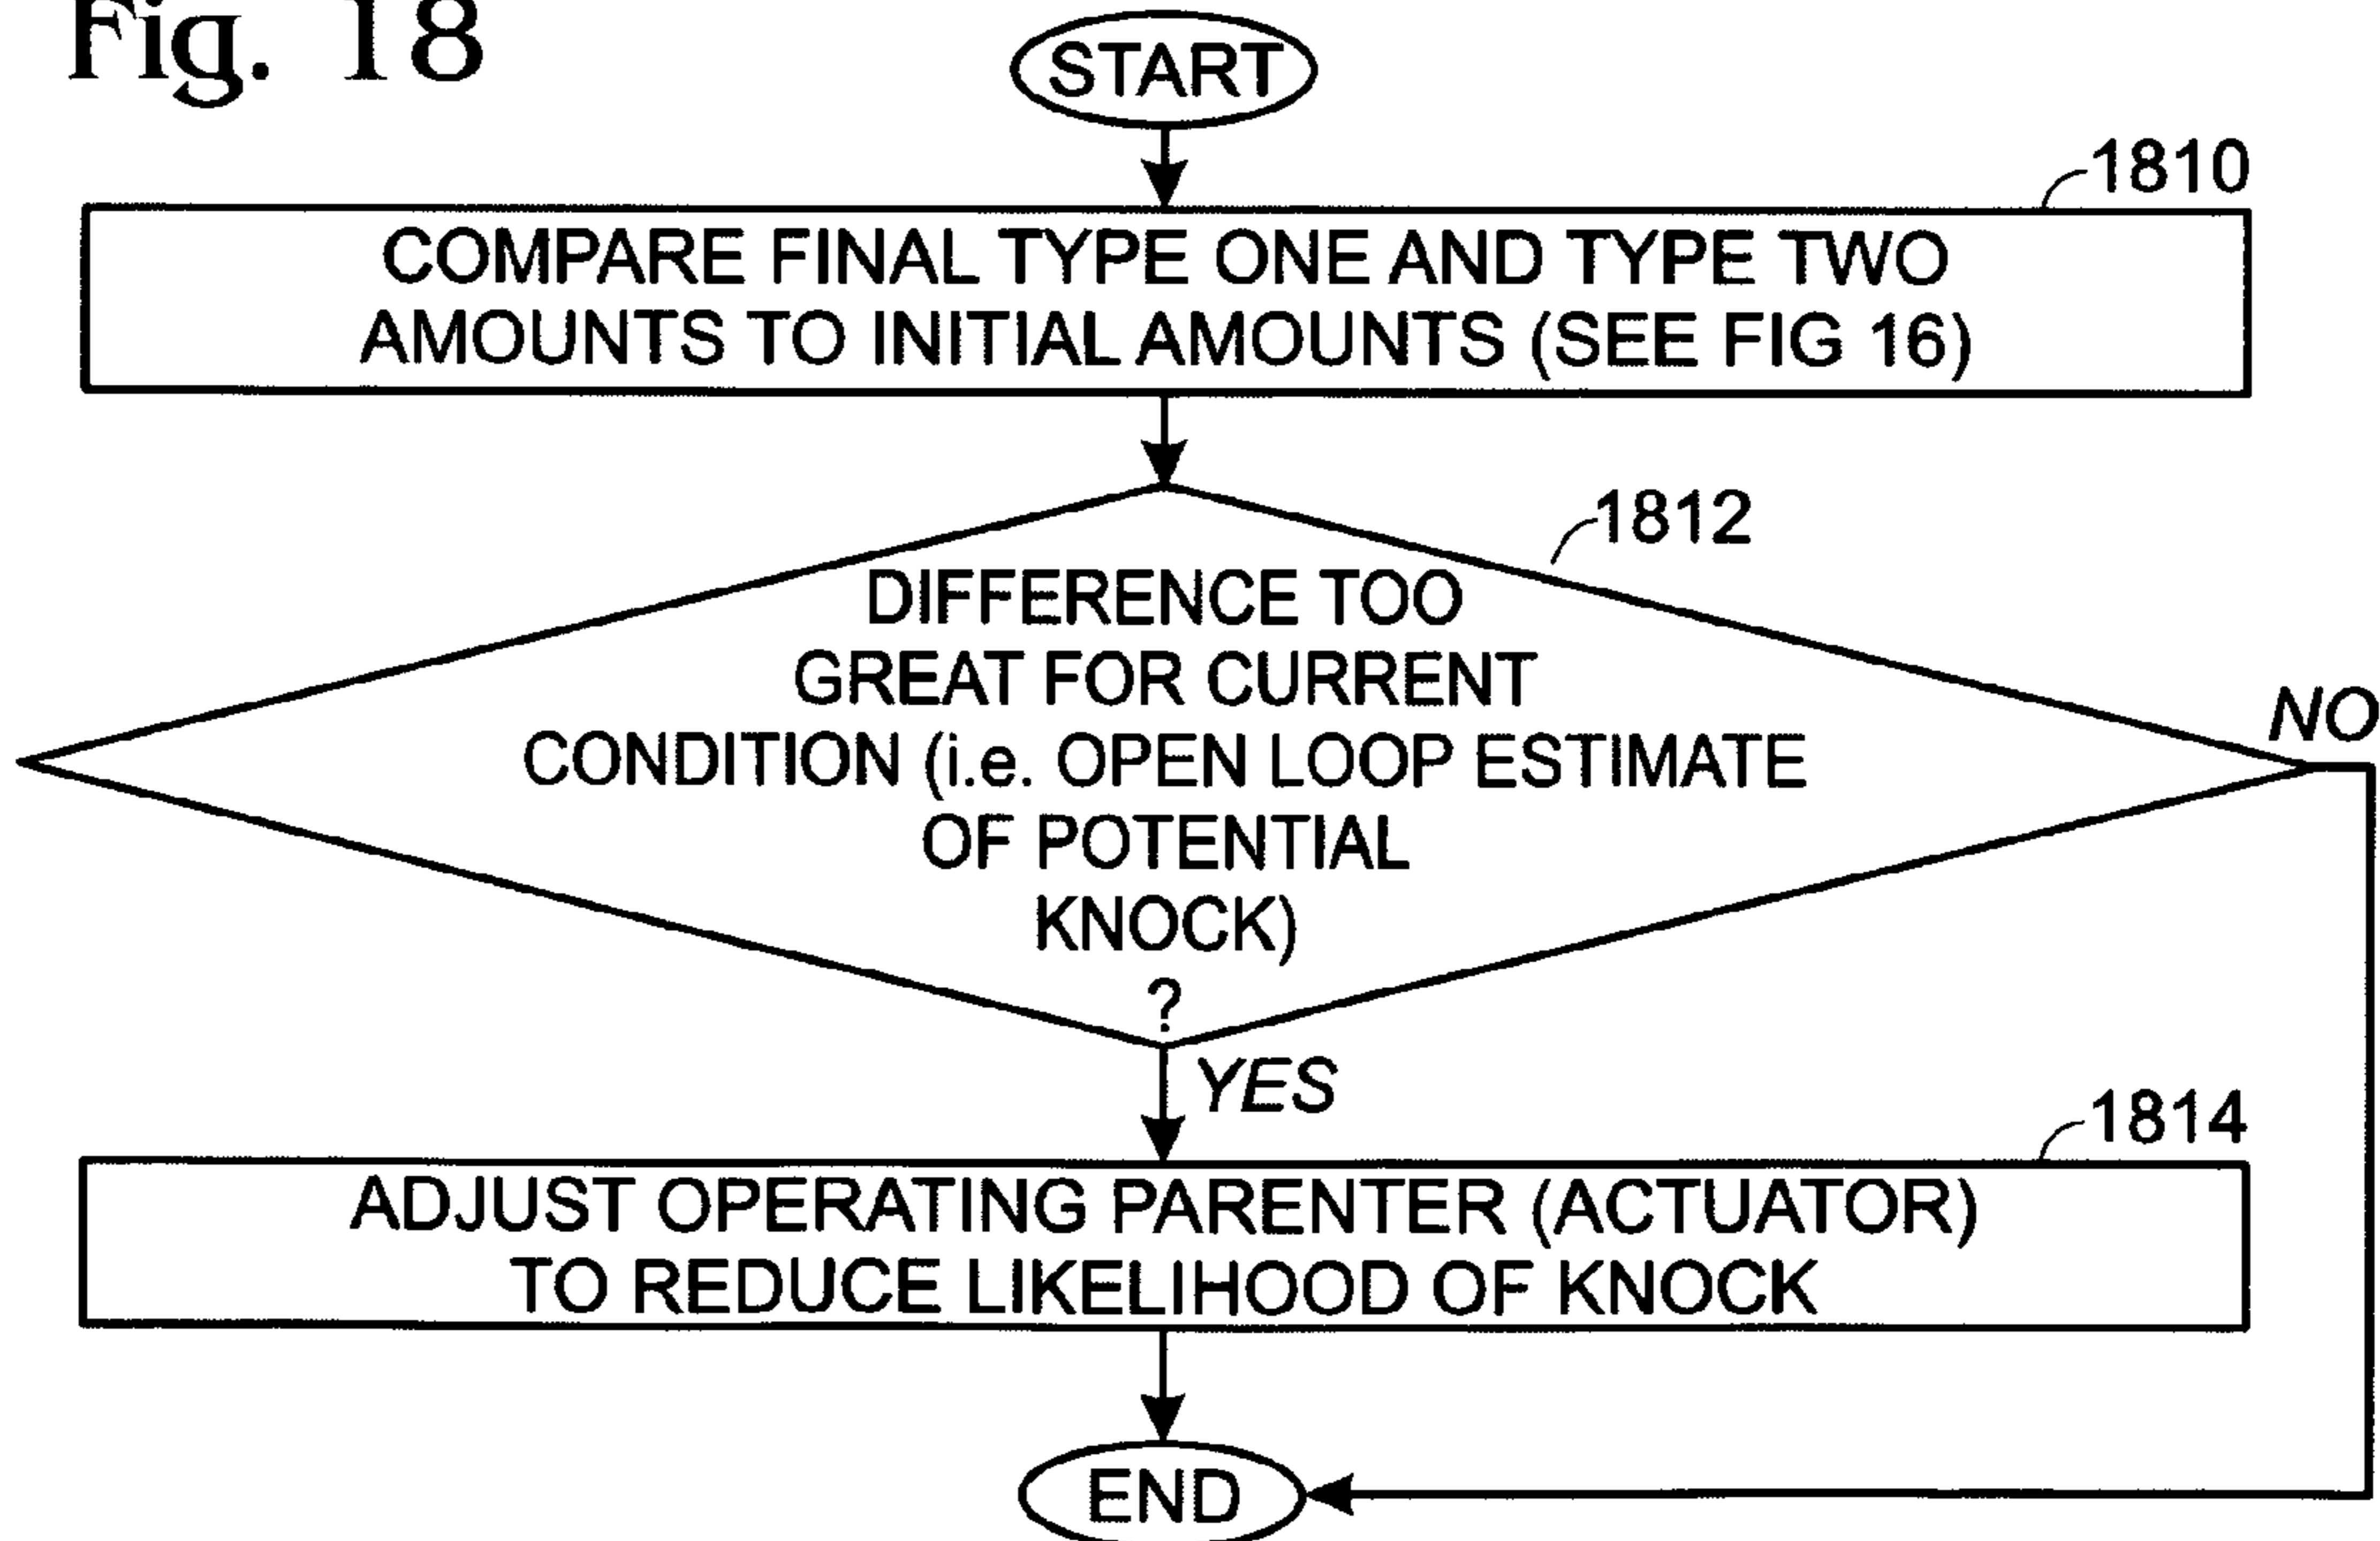 Fig. 18
START
1810
COMPARE FINAL TYPE ONE AND TYPE TWO
AMOUNTS TO INITIAL AMOUNTS (SEE FIG 16)
1812
DIFFERENCE TOO
GREAT FOR CURRENT
CONDITION (i.e. OPEN LOOP ESTIMATE
OF POTENTIAL
KNOCK)
?
NO
YES
1814
ADJUST OPERATING PARENTER (ACTUATOR)
TO REDUCE LIKELIHOOD OF KNOCK
END